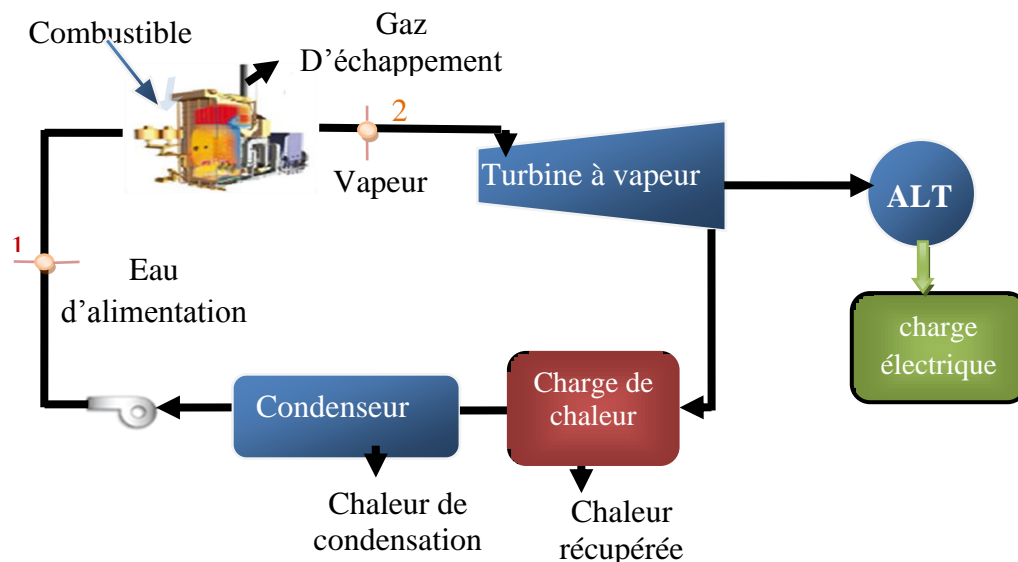 Combustible
Gaz
D’échappement
2
Vapeur
Turbine à vapeur
ALT
1
Eau
d’alimentation
charge
électrique
Condenseur
Charge de
chaleur
Chaleur de
condensation
Chaleur
récupérée